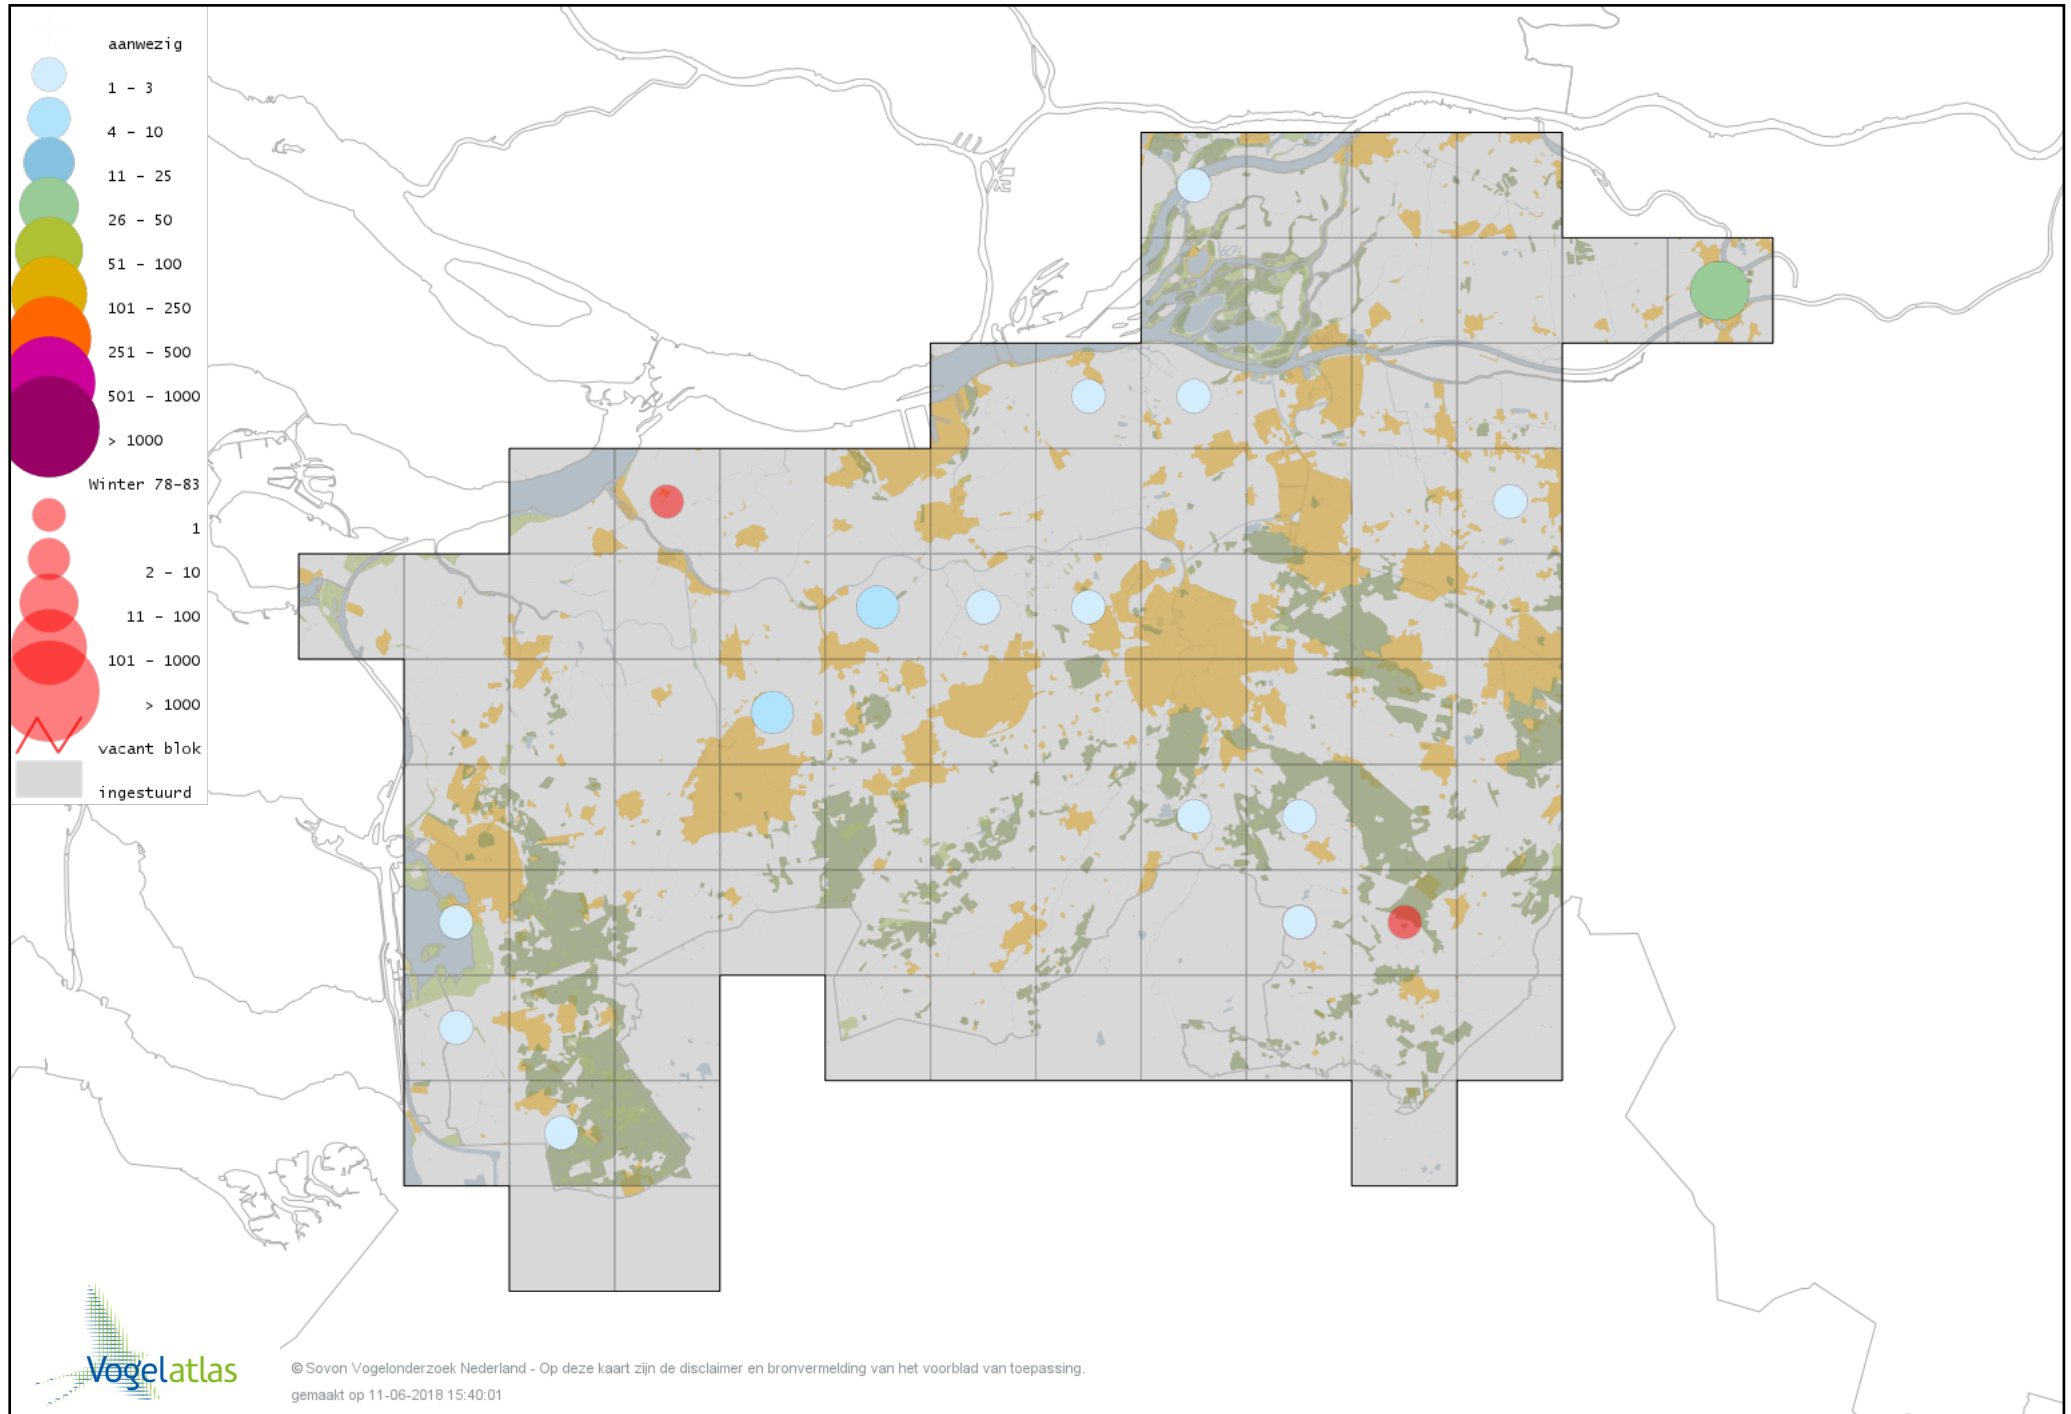 aanwezig
1 - 3
4 - 10
11 - 25
26 - 50
51 - 100
101 - 250
251 - 500
501 - 1000
> 1000
Winter 78-83
1
2 - 10
11 - 100
101 - 1000
> 1000
vacant blok
ingestuurd
Vogelatlas
© Sovon Vogelonderzoek Nederland - Op deze kaart zijn de disclaimer en bronvermelding van het voorblad van toepassing.
gemaakt op 11-06-2018 15:40:01